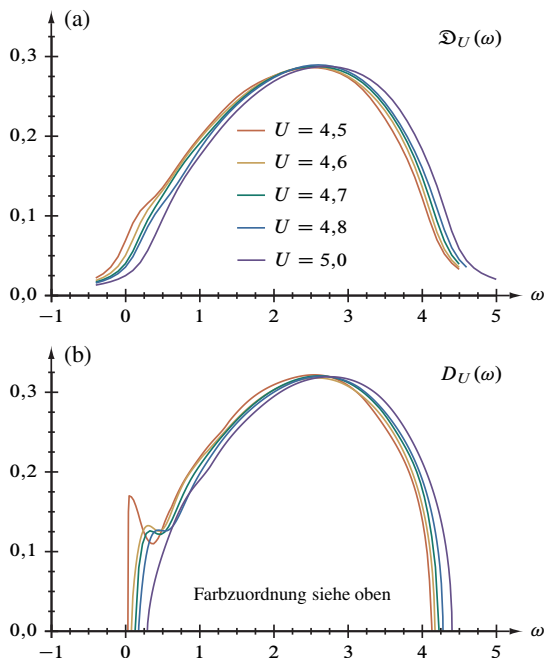 (a)
𝔇U(ω)
0,3
0,2
0,1
0,0
U = 4,5
U = 4,6
U = 4,7
U = 4,8
U = 5,0
−1 0 1 2 3 4 5 ω
(b)
DU(ω)
0,3
0,2
0,1
0,0
Farbzuordnung siehe oben
−1 0 1 2 3 4 5 ω